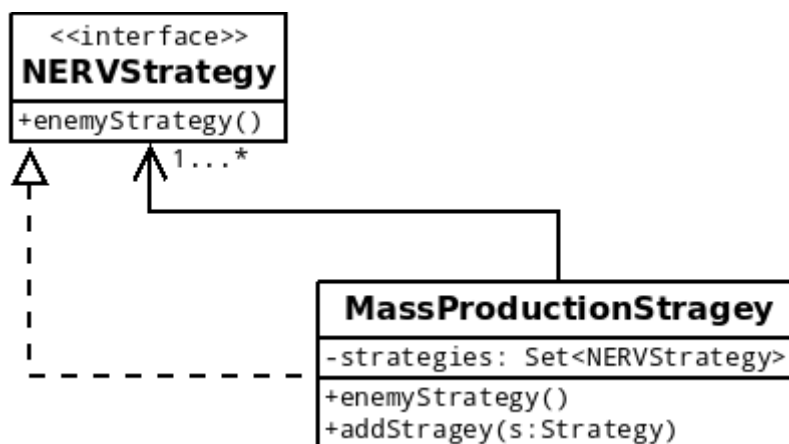 <<interface>>
NERVStrategy
+enemyStrategy()
1...*
MassProductionStragey
-strategies: Set<NERVStrategy>
+enemyStrategy()
+addStragey(s:Strategy)